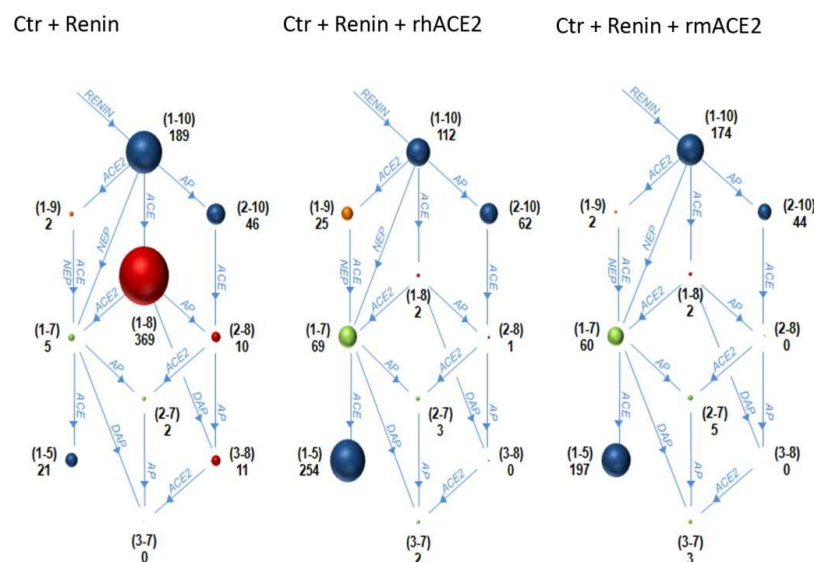 Ctr + Renin
Ctr + Renin + rhACE2
Ctr + Renin + rmACE2
RENIN
(1-10)
189
ACE2
ACE
AP
NEP
(1-9)
2
(2-10)
46
ACE
NEP
ACE
(1-8)
369
ACE2
AP
(1-7)
5
(2-8)
10
AP
ACE2
ACE
DAP
DAP
AP
(2-7)
2
(1-5)
21
AP
(3-8)
11
ACE2
(3-7)
0
RENIN
(1-10)
112
ACE2
ACE
AP
NEP
(1-9)
25
(2-10)
62
ACE
NEP
ACE
(1-8)
2
ACE2
AP
(1-7)
69
(2-8)
1
AP
ACE2
ACE
DAP
DAP
AP
(2-7)
3
(1-5)
254
AP
(3-8)
0
ACE2
(3-7)
2
RENIN
(1-10)
174
ACE2
ACE
AP
NEP
(1-9)
2
(2-10)
44
ACE
NEP
ACE
(1-8)
2
ACE2
AP
(1-7)
60
(2-8)
0
AP
ACE2
ACE
DAP
DAP
AP
(2-7)
5
(1-5)
197
AP
(3-8)
0
ACE2
(3-7)
3